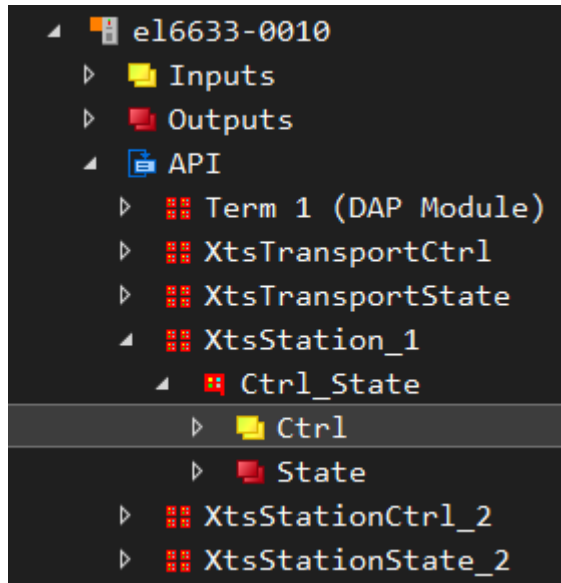 el6633-0010
Inputs
Outputs
API
Term 1 (DAP Module)
XtsTransportCtrl
XtsTransportState
XtsStation_1
Ctrl_State
Ctrl
State
XtsStationCtrl_2
XtsStationState_2